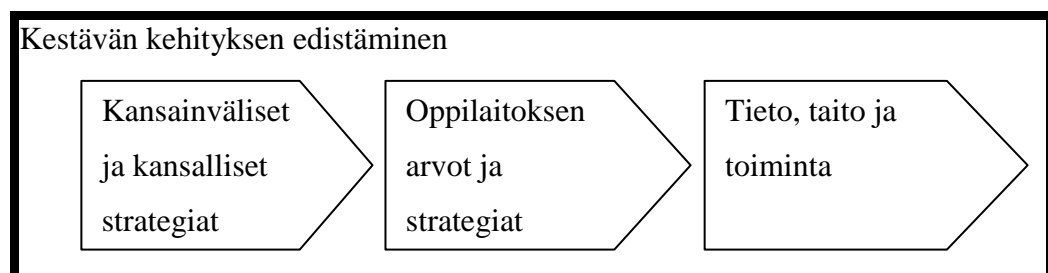 Kestävän kehityksen edistäminen
Kansainväliset
ja kansalliset
strategiat
Oppilaitoksen
arvot ja
strategiat
Tieto, taito ja
toiminta